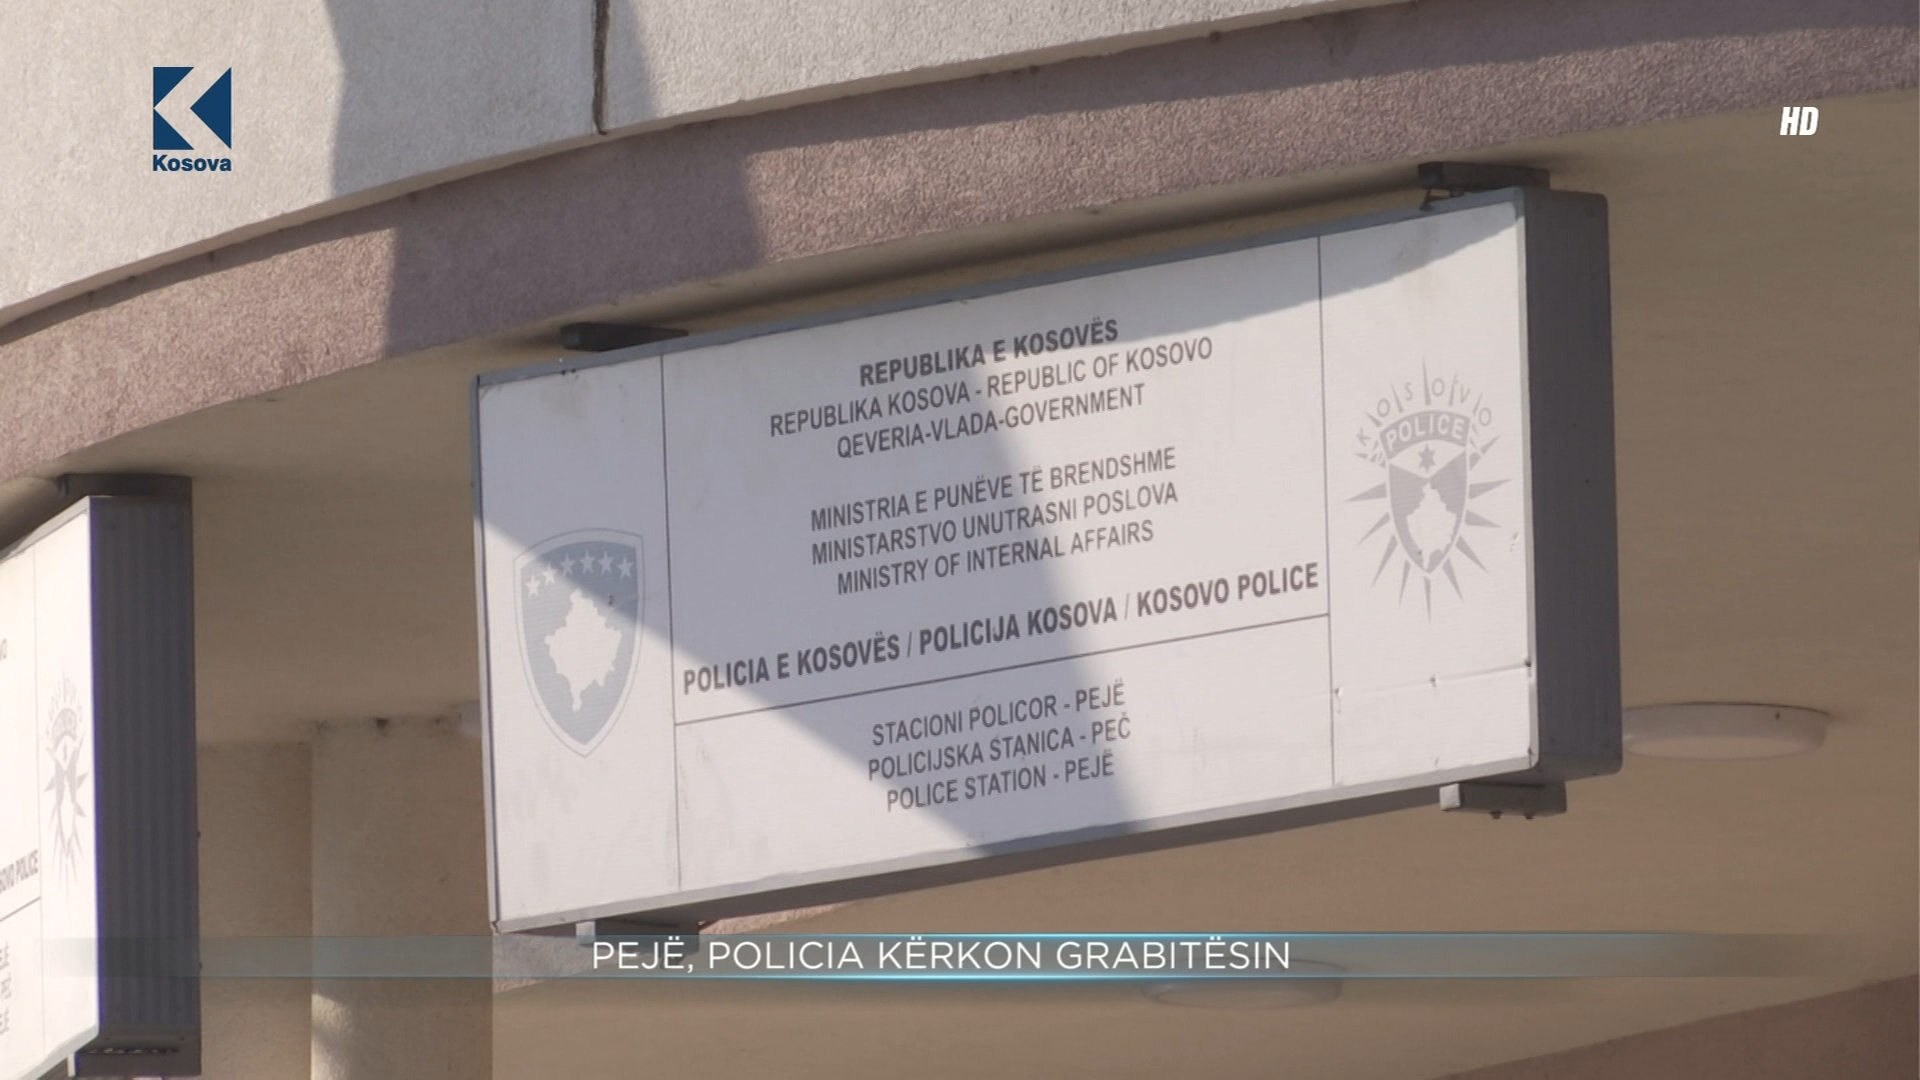 Kosova
HD
REPUBLIKA E KOSOVËS
REPUBLIKA KOSOVA - REPUBLIC OF KOSOVO
QEVERIA-VLADA-GOVERNMENT
MINISTRIA E PUNËVE TË BRENDSHME
MINISTARSTVO UNUTRASNI POSLOVA
MINISTRY OF INTERNAL AFFAIRS
POLICIA E KOSOVËS / POLICIJA KOSOVA / KOSOVO POLICE
STACIONI POLICOR - PEJË
POLICIJSKA STANICA - PEČ
POLICE STATION - PEJË
KOSOVO
POLICE
POLICE
PEJË, POLICIA KËRKON GRABITËSIN